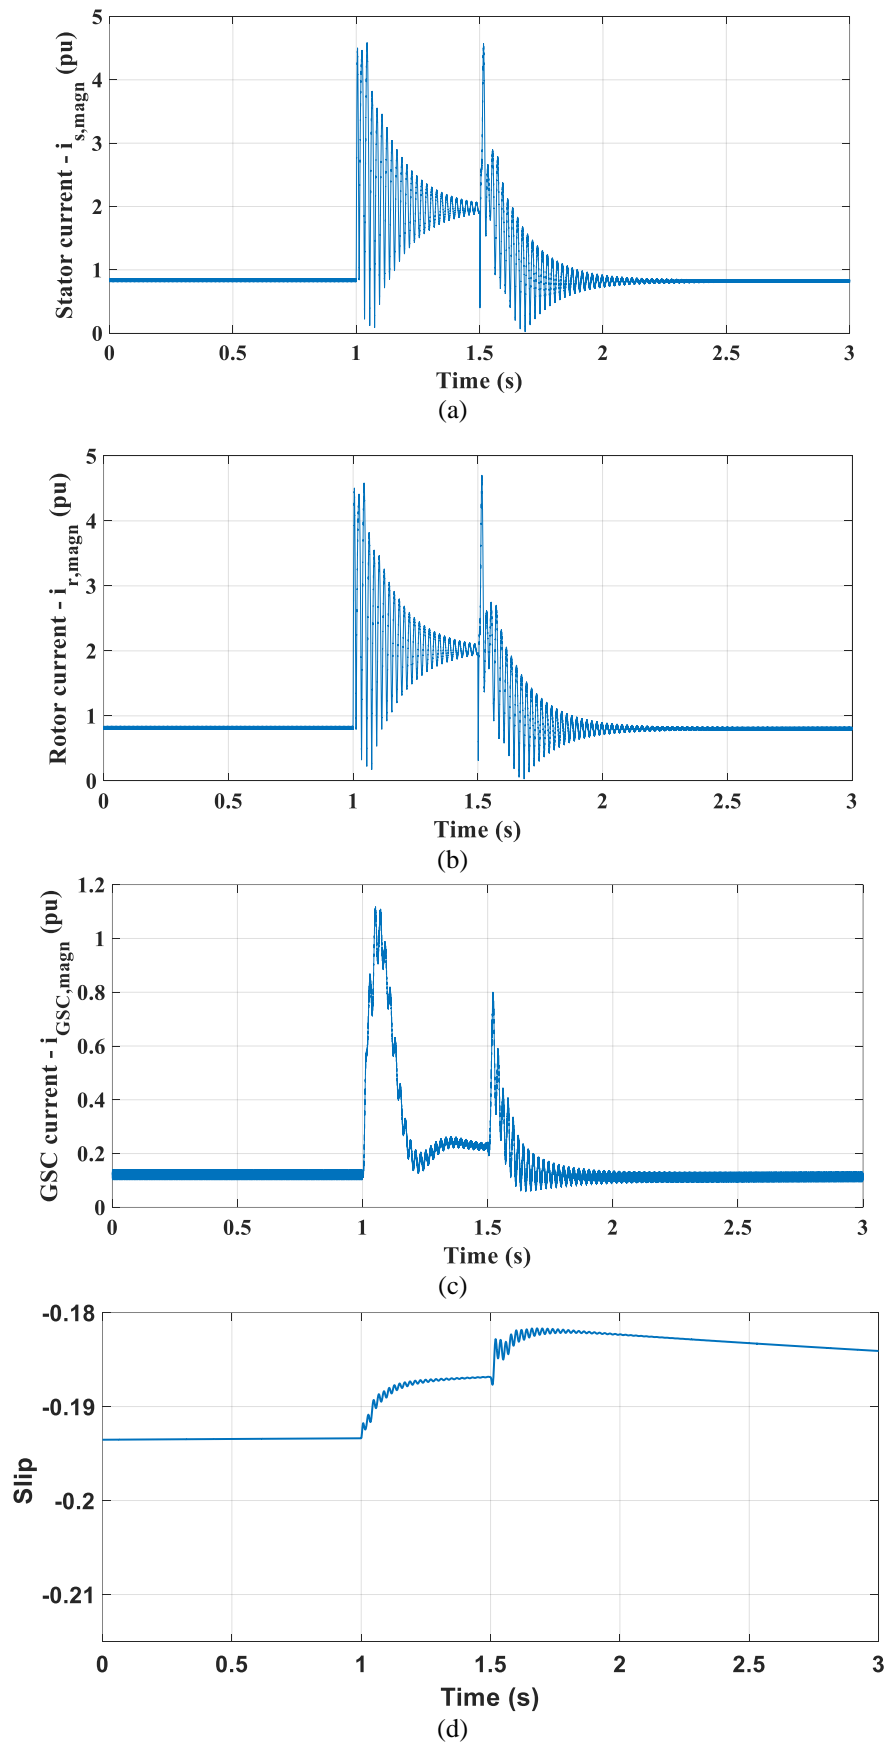 5
4
3
2
1
0
Stator current - i_s,magn (pu)
0 0.5 1 1.5 2 2.5 3
Time (s)
(a)
5
4
3
2
1
0
Rotor current - i_r,magn (pu)
0 0.5 1 1.5 2 2.5 3
Time (s)
(b)
1.2
1
0.8
0.6
0.4
0.2
0
GSC current - i_GSC,magn (pu)
0 0.5 1 1.5 2 2.5 3
Time (s)
(c)
-0.18
-0.19
-0.2
-0.21
Slip
0 0.5 1 1.5 2 2.5 3
Time (s)
(d)